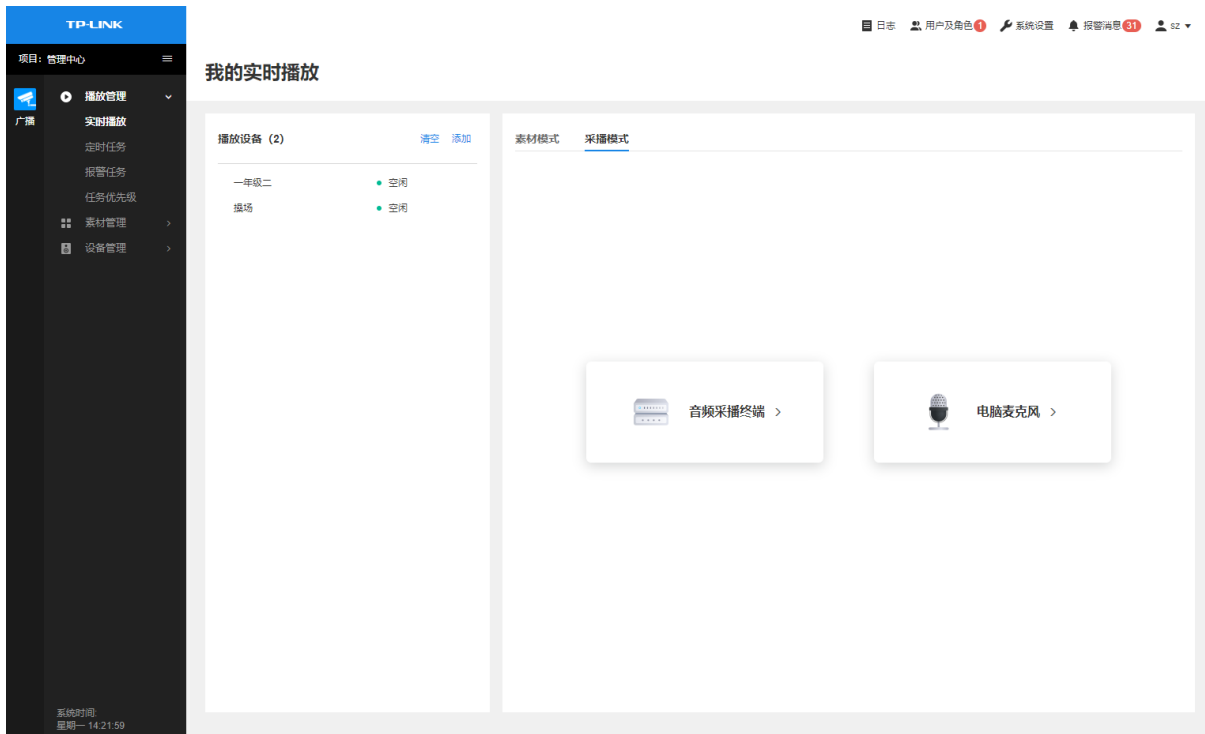 TP-LINK
日志 用户及角色 1 系统设置 报警消息 31 sz
项目：管理中心
我的实时播放
广播
播放管理
实时播放
定时任务
报警任务
任务优先级
素材管理
设备管理
播放设备（2） 清空 添加
一年级二 空闲
操场 空闲
素材模式 采播模式
音频采播终端
电脑麦克风
系统时间:
星期一 14:21:59